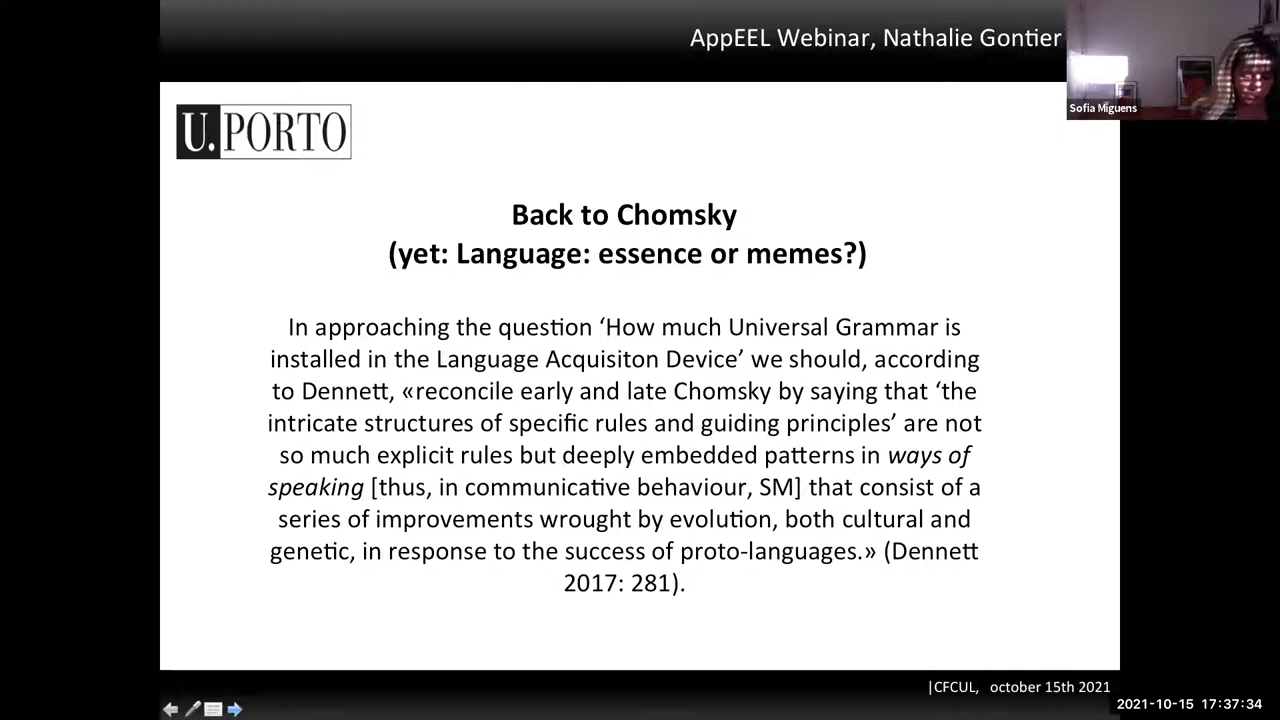 AppEEL Webinar, Nathalie Gontier
Sofia Miguens
U. PORTO
Back to Chomsky
(yet: Language: essence or memes?)
In approaching the question ‘How much Universal Grammar is
installed in the Language Acquisiton Device’ we should, according
to Dennett, «reconcile early and late Chomsky by saying that ‘the
intricate structures of specific rules and guiding principles’ are not
so much explicit rules but deeply embedded patterns in ways of
speaking [thus, in communicative behaviour, SM] that consist of a
series of improvements wrought by evolution, both cultural and
genetic, in response to the success of proto-languages.» (Dennett
2017: 281).
|CFCUL, october 15th 2021
2021-10-15 17:37:34